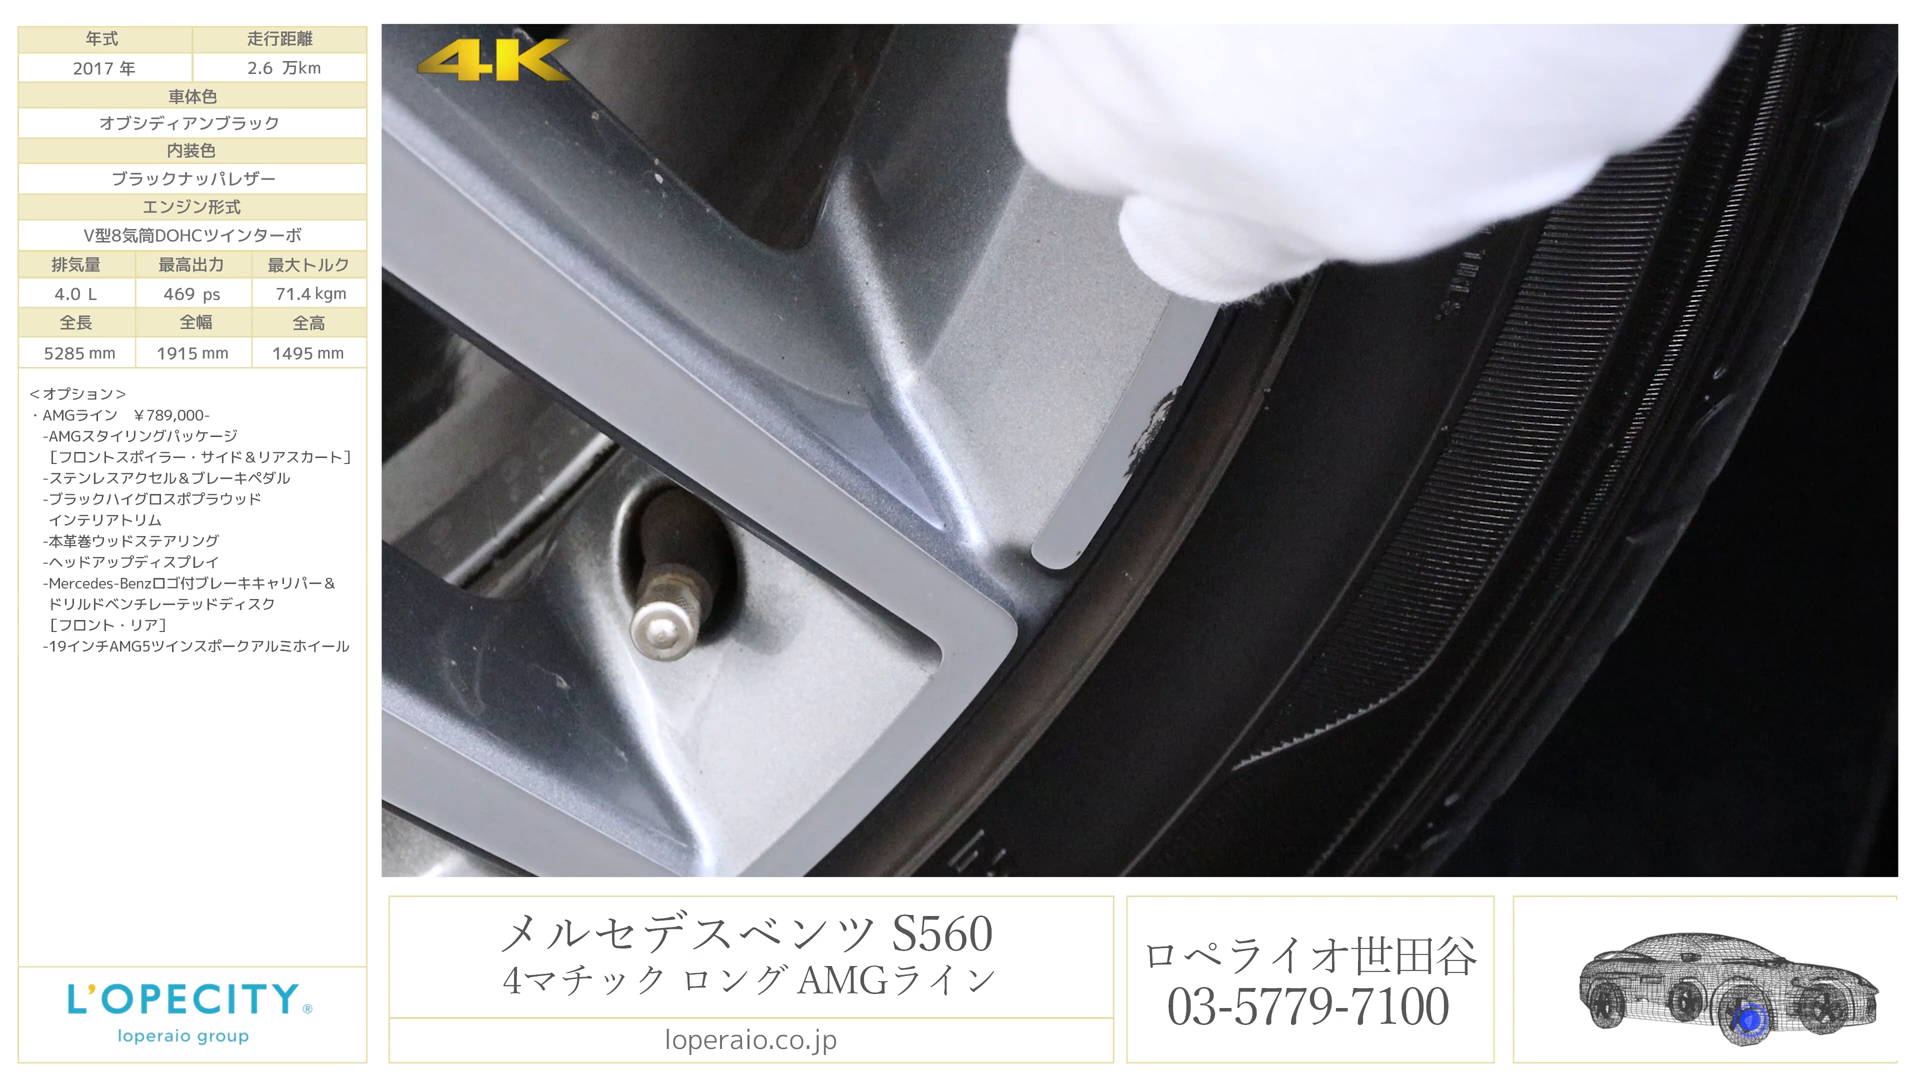 年式 走行距離
2017 年 2.6 万km
車体色
オブシディアンブラック
内装色
ブラックナッパレザー
エンジン形式
V型8気筒DOHCツインターボ
排気量 最高出力 最大トルク
4.0 L 469 ps 71.4 kgm
全長 全幅 全高
5285 mm 1915 mm 1495 mm
＜オプション＞
・AMGライン ￥789,000-
-AMGスタイリングパッケージ
［フロントスポイラー・サイド＆リアスカート］
-ステンレスアクセル＆ブレーキペダル
-ブラックハイグロスポプラウッド
インテリアトリム
-本革巻ウッドステアリング
-ヘッドアップディスプレイ
-Mercedes-Benzロゴ付ブレーキキャリパー＆
ドリルドベンチレーテッドディスク
［フロント・リア］
-19インチAMG5ツインスポークアルミホイール
L'OPECITY®
loperaio group
4K
メルセデスベンツ S560
4マチック ロング AMGライン
loperaio.co.jp
ロペライオ世田谷
03-5779-7100